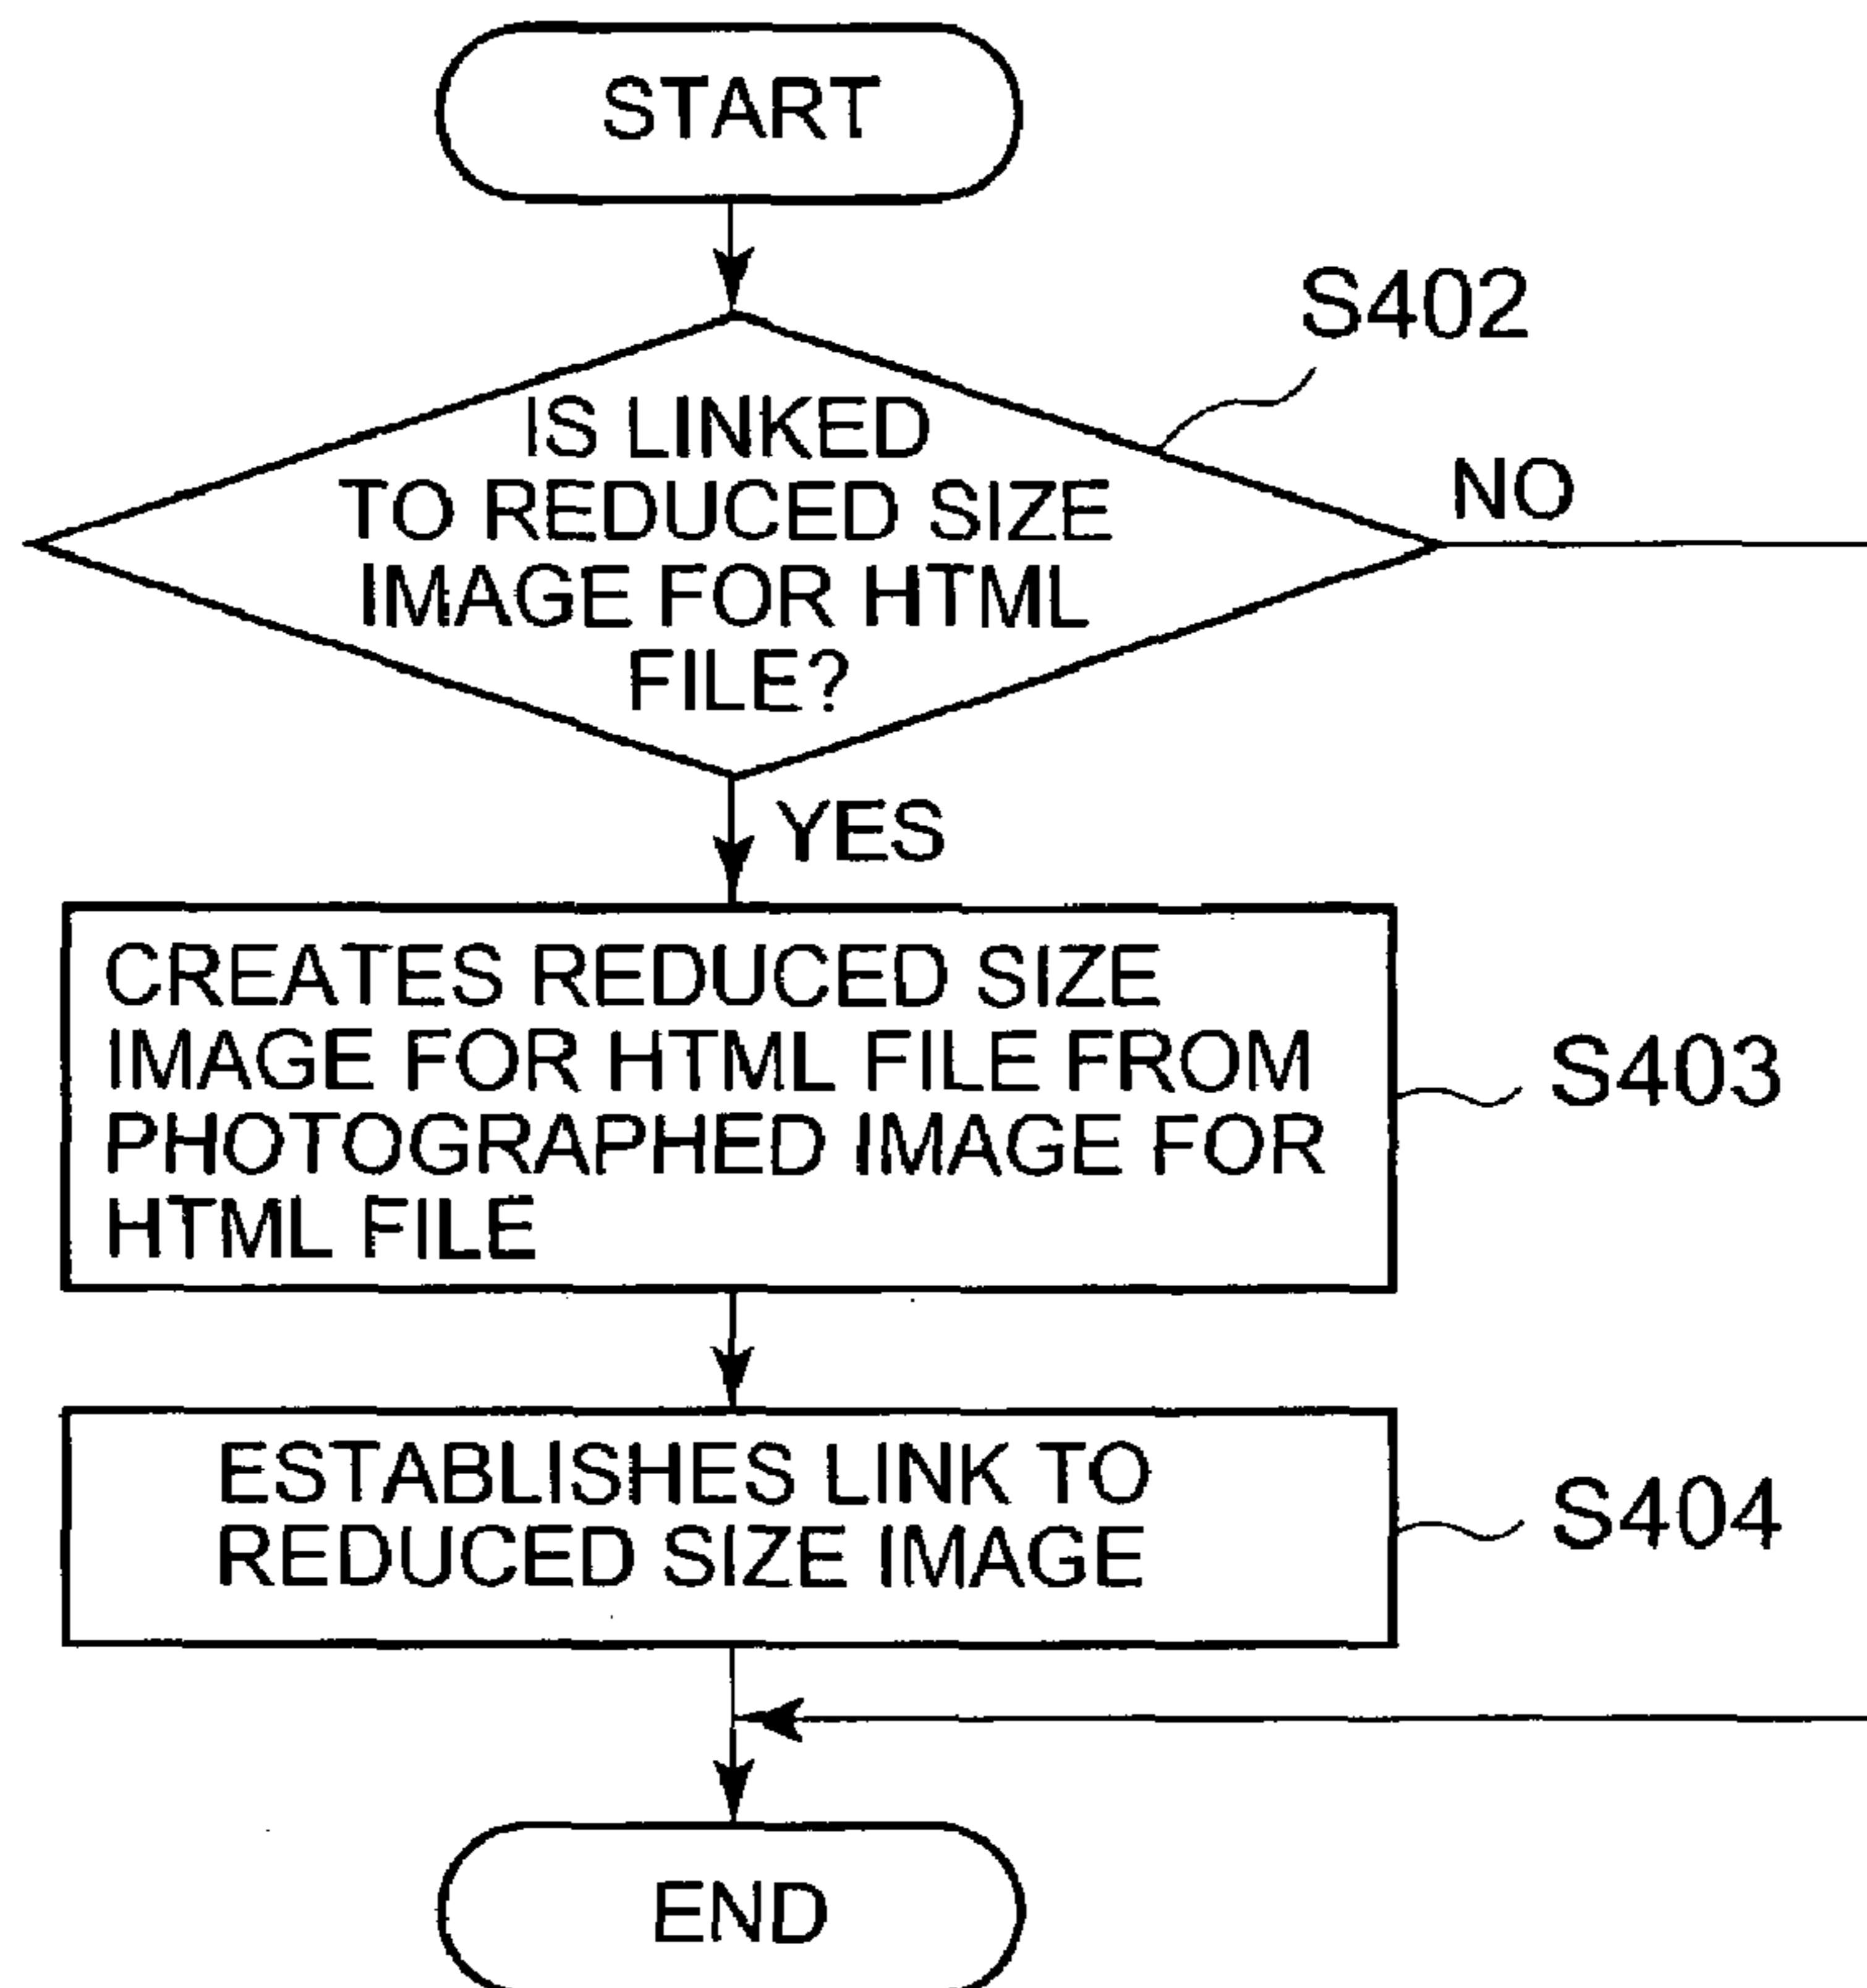 START
S402
IS LINKED
TO REDUCED SIZE
IMAGE FOR HTML
FILE?
NO
YES
CREATES REDUCED SIZE
IMAGE FOR HTML FILE FROM
PHOTOGRAPHED IMAGE FOR
HTML FILE
S403
ESTABLISHES LINK TO
REDUCED SIZE IMAGE
S404
END